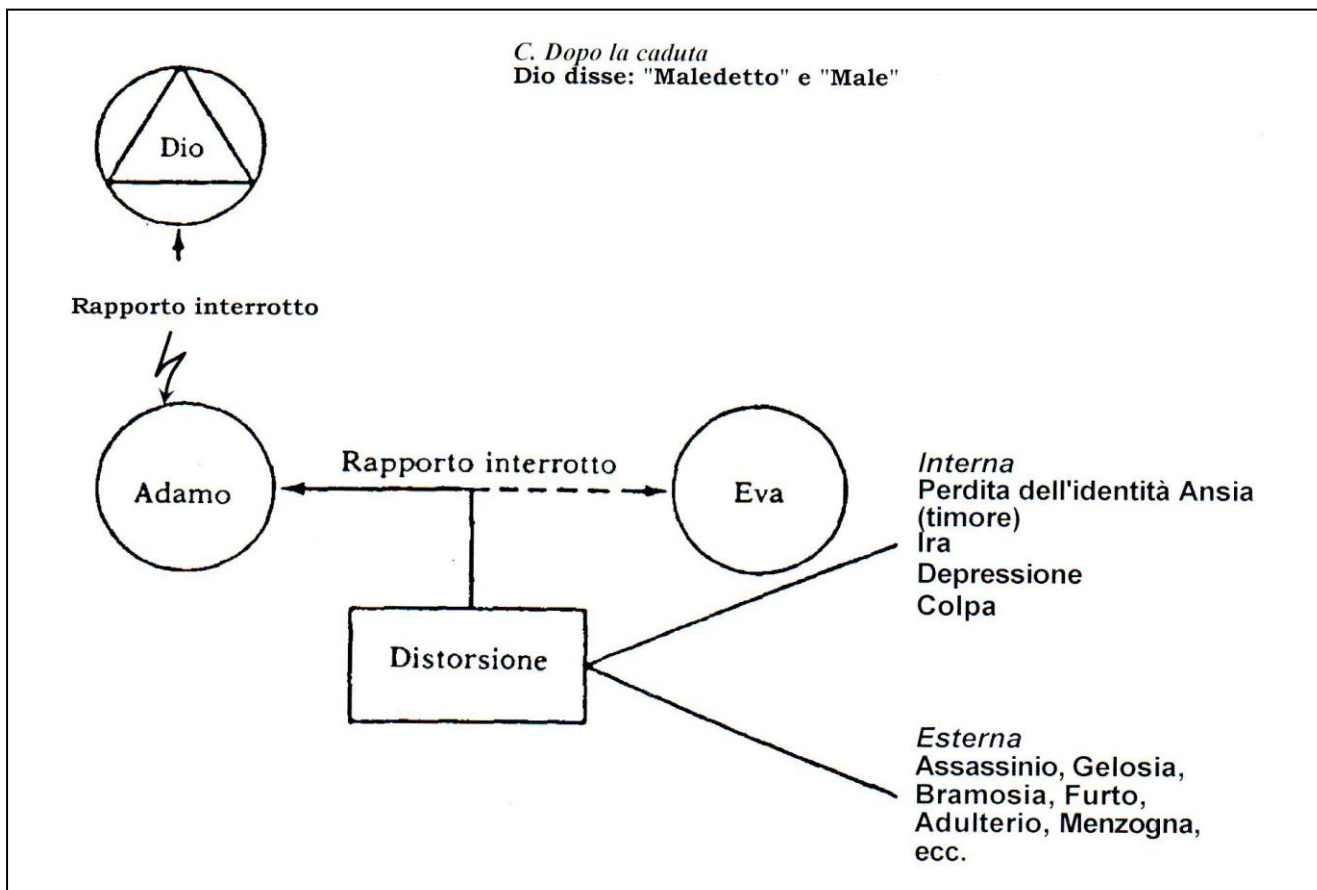 C. Dopo la caduta
Dio disse: "Maledetto" e "Male"
Dio
Rapporto interrotto
Adamo
Rapporto interrotto
Eva
Distorsione
Interna
Perdita dell'identità Ansia
(timore)
Ira
Depressione
Colpa
Esterna
Assassinio, Gelosia,
Bramosia, Furto,
Adulterio, Menzogna,
ecc.